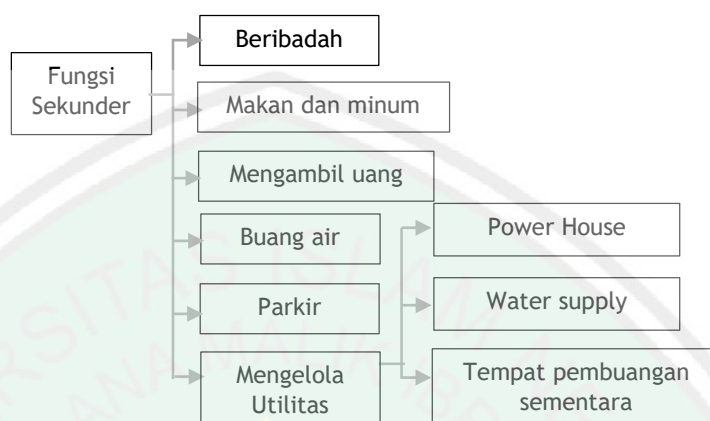 Beribadah
Fungsi
Sekunder
Makan dan minum
Mengambil uang
Buang air
Power House
Parkir
Water supply
Mengelola
Utilitas
Tempat pembuangan
sementara